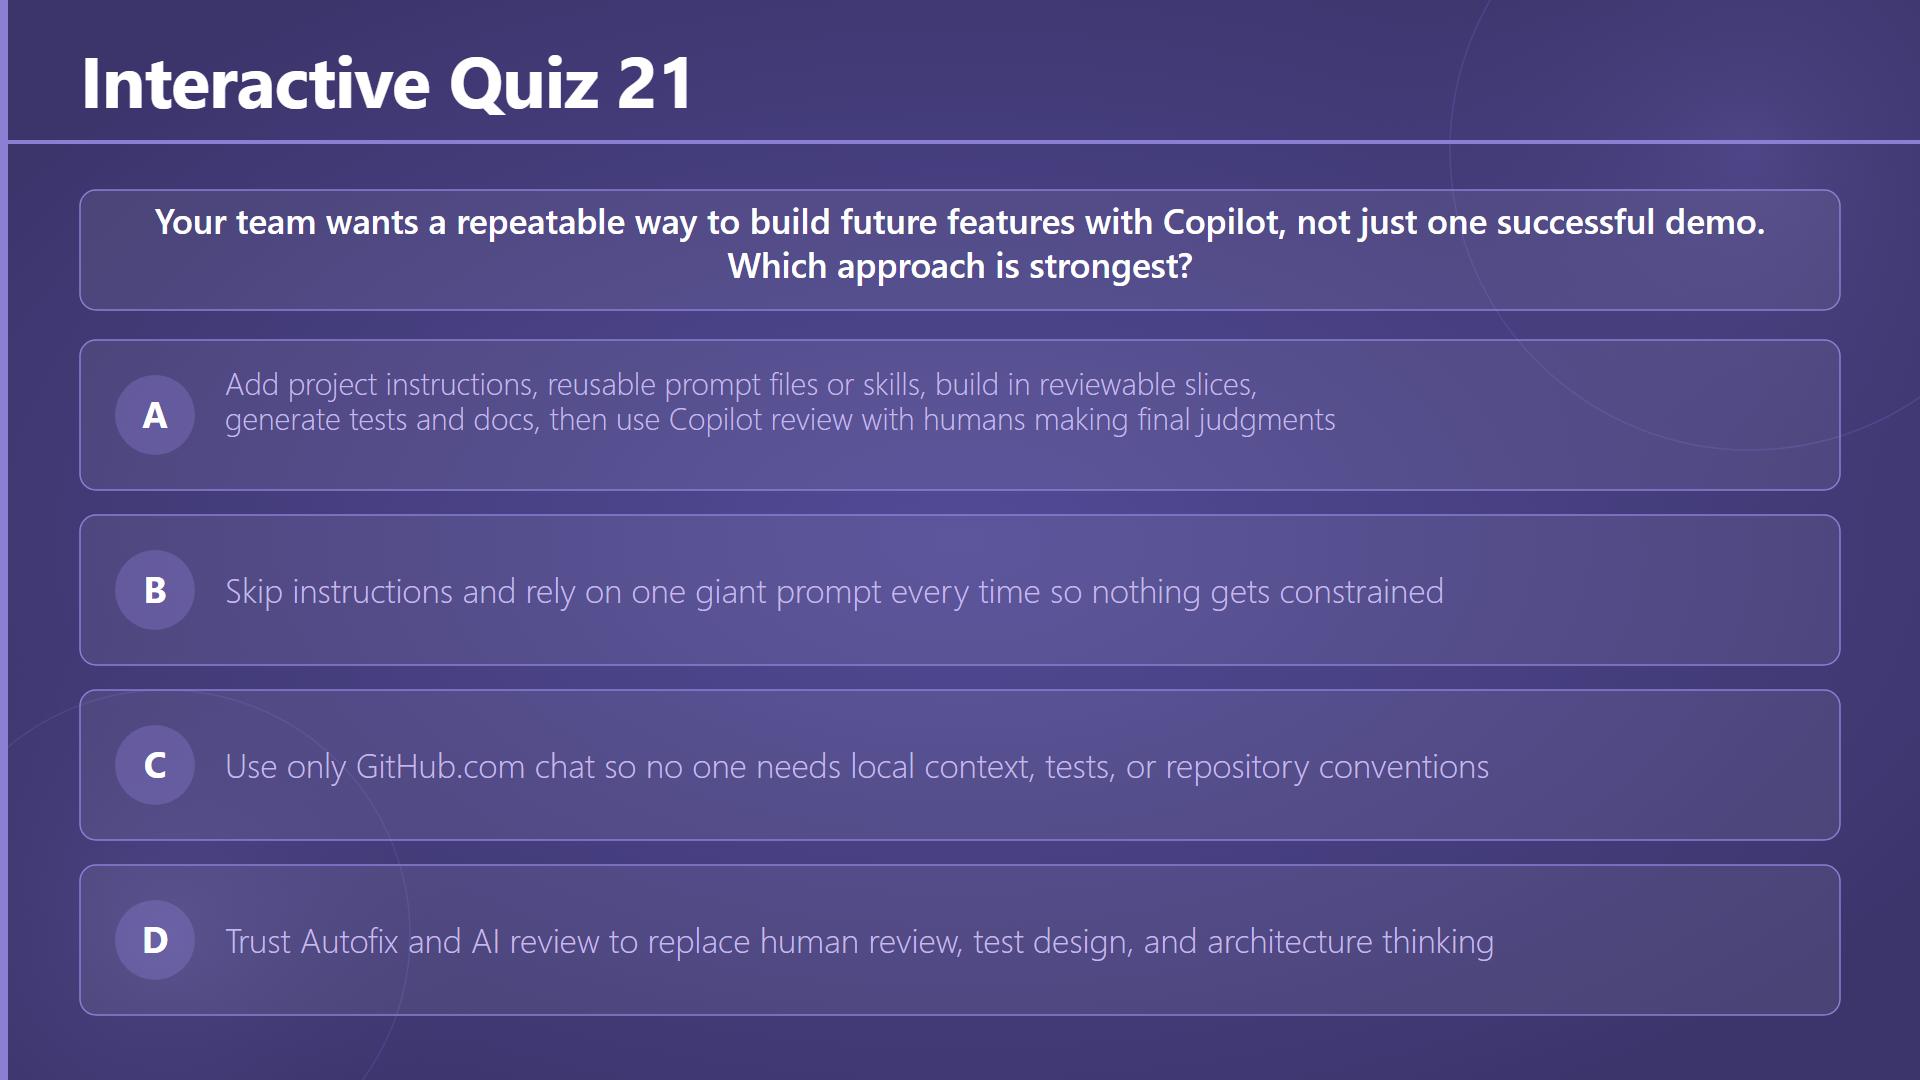 Interactive Quiz 21
Your team wants a repeatable way to build future features with Copilot, not just one successful demo.
Which approach is strongest?
A
Add project instructions, reusable prompt files or skills, build in reviewable slices,
generate tests and docs, then use Copilot review with humans making final judgments
B
Skip instructions and rely on one giant prompt every time so nothing gets constrained
C
Use only GitHub.com chat so no one needs local context, tests, or repository conventions
D
Trust Autofix and AI review to replace human review, test design, and architecture thinking